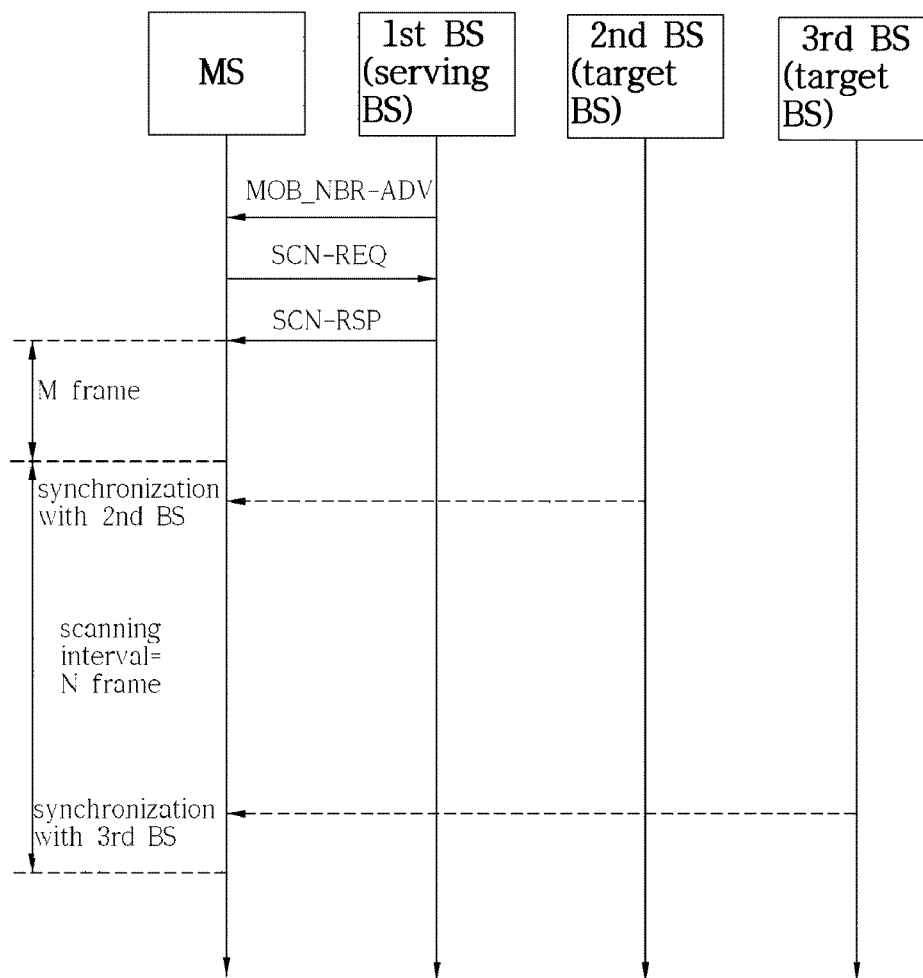 MS
1st BS
(serving
BS)
2nd BS
(target
BS)
3rd BS
(target
BS)
MOB_NBR-ADV
SCN-REQ
SCN-RSP
M frame
synchronization
with 2nd BS
scanning
interval=
N frame
synchronization
with 3rd BS